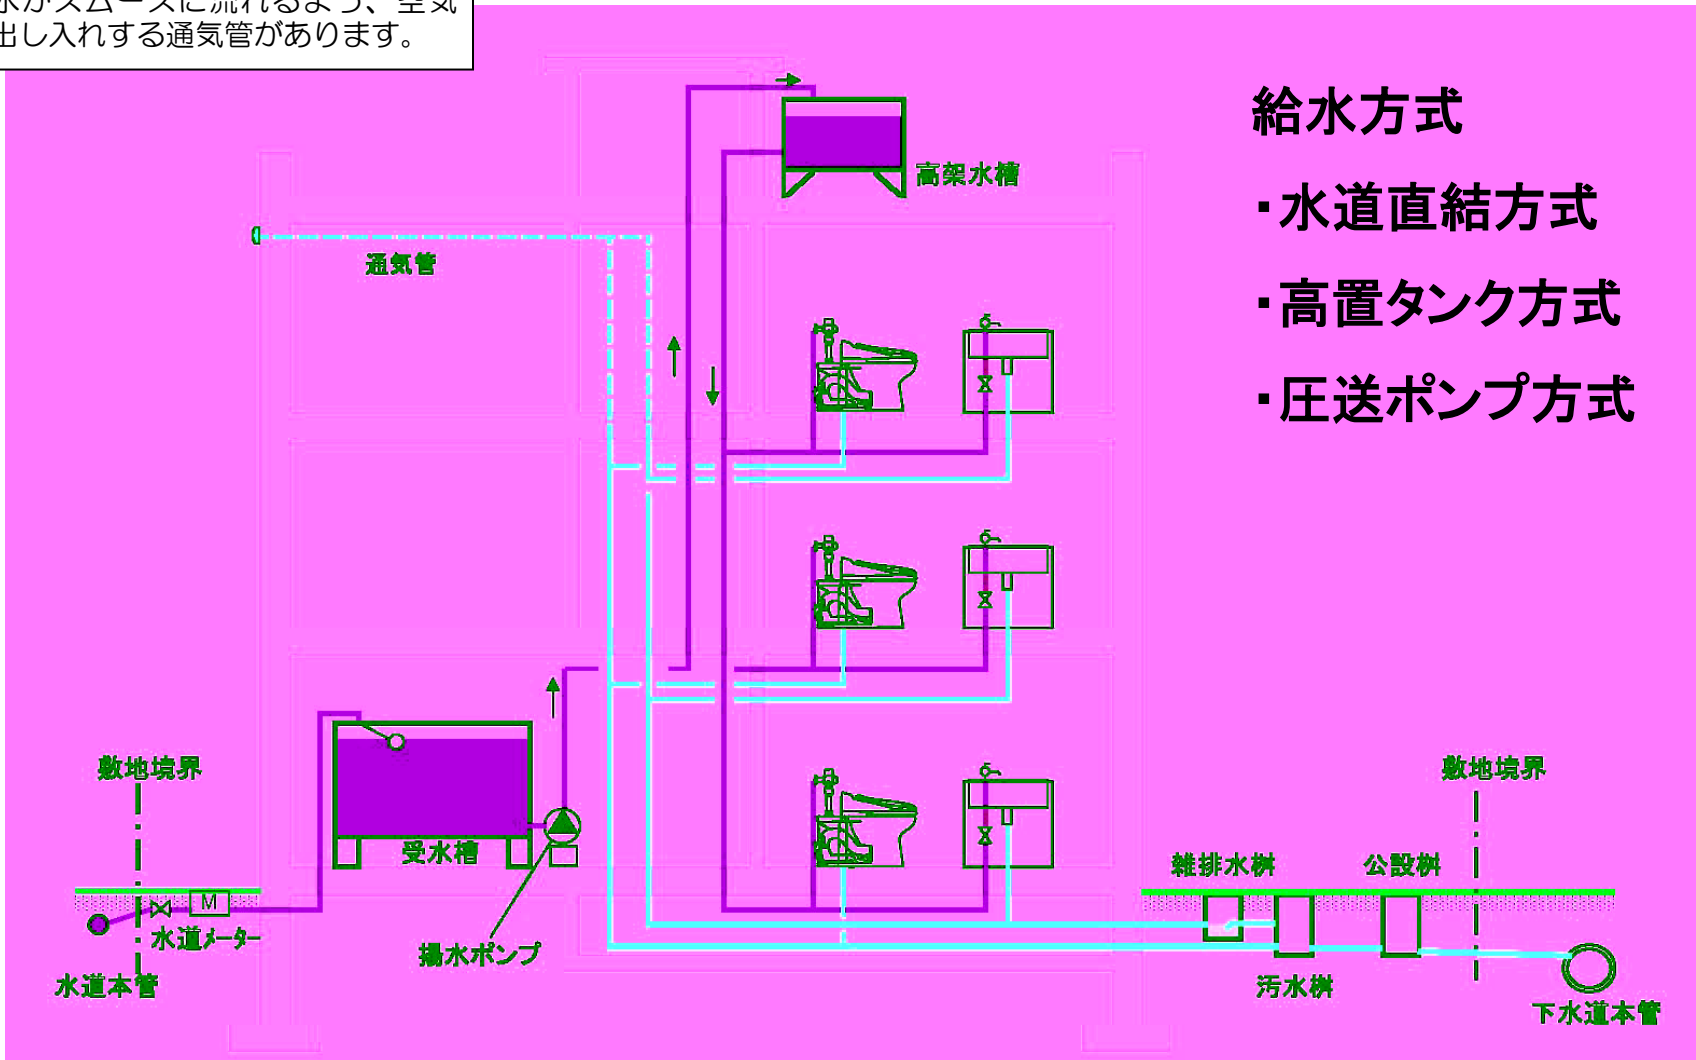 水がスムーズに流れるよう、空気
出し入れする通気管があります。
給水方式
・水道直結方式
・高置タンク方式
・圧送ポンプ方式
高架水槽
通気管
敷地境界
敷地境界
受水槽
雑排水桝
公設桝
M
水道メーター
揚水ポンプ
水道本管
汚水桝
下水道本管